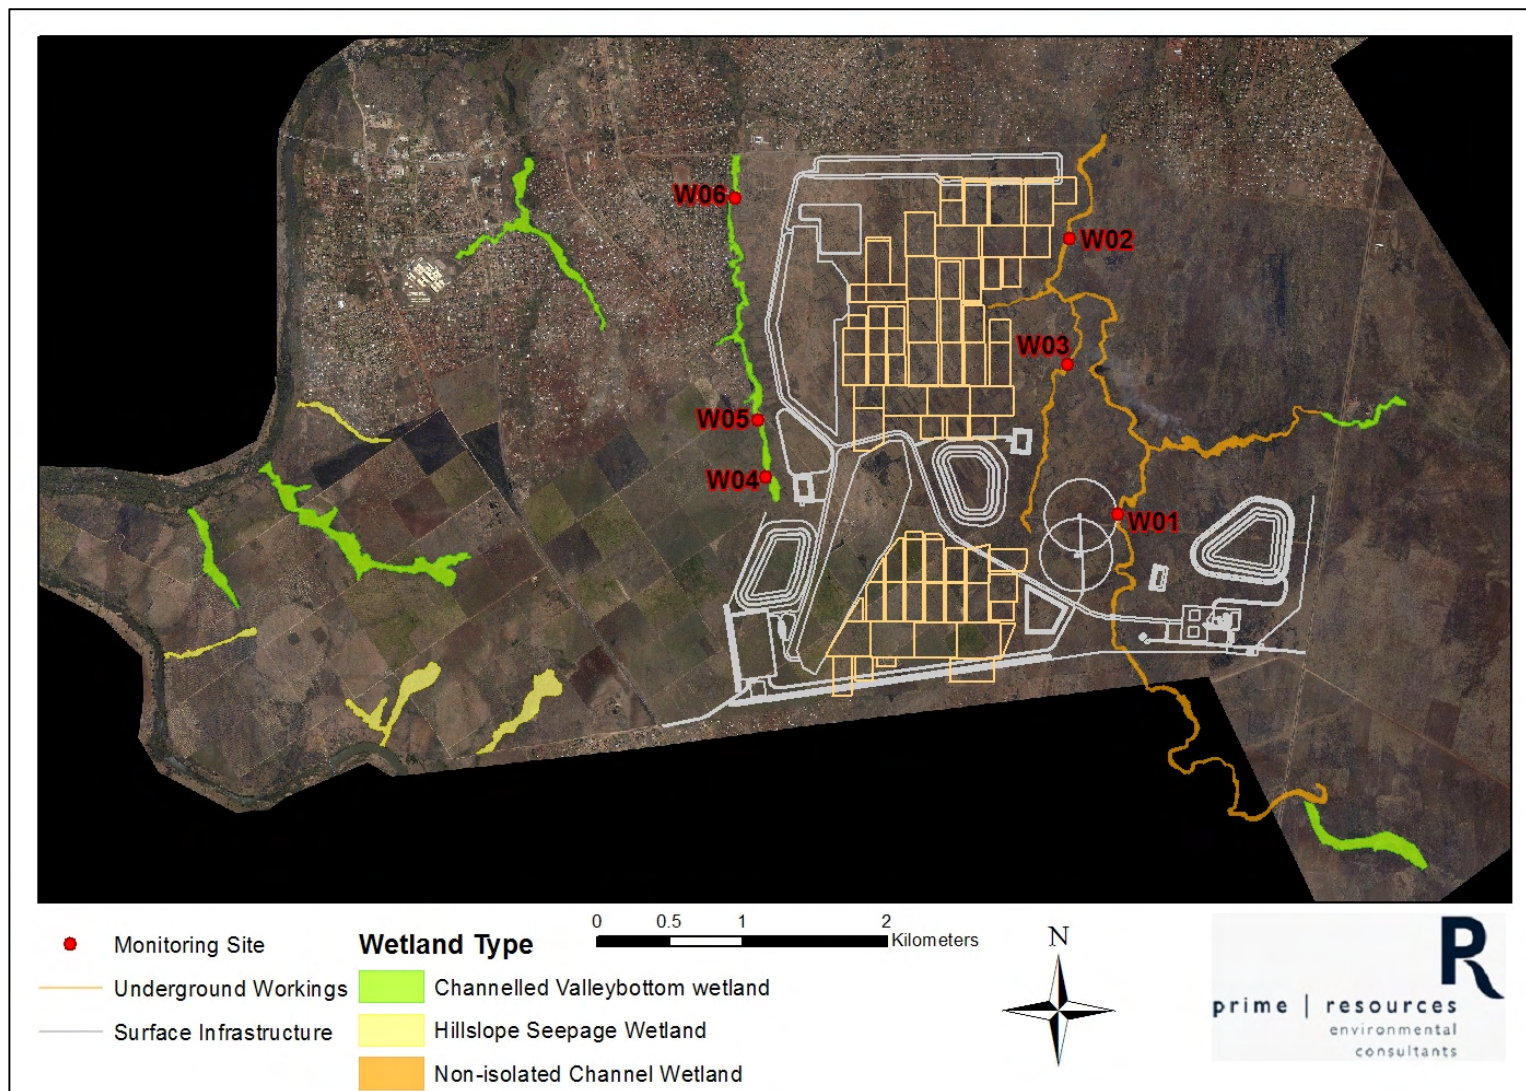 W06
W02
W03
W05
W04
W01
0 0.5 1 2
Kilometers
Monitoring Site
Underground Workings
Surface Infrastructure
Wetland Type
Channelled Valleybottom wetland
Hillslope Seepage Wetland
Non-isolated Channel Wetland
N
R
prime | resources
environmental
consultants